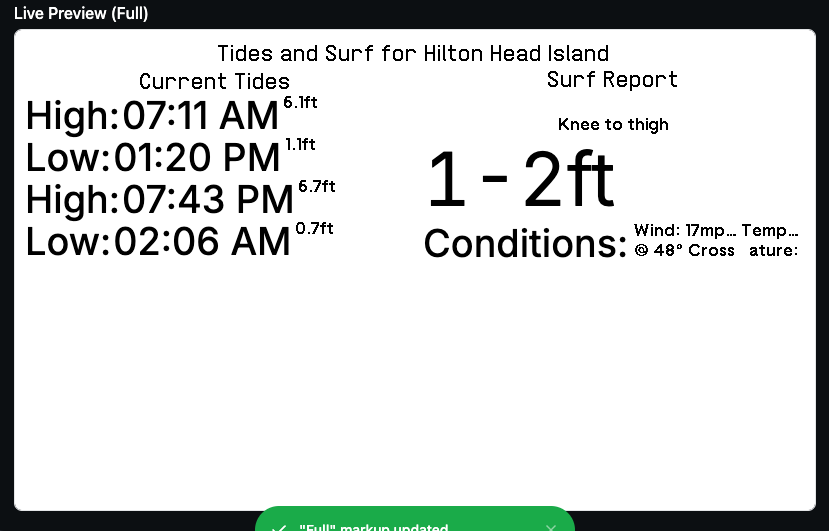 Live Preview (Full)
Tides and Surf for Hilton Head Island
Current Tides
High:07:11 AM 6.1ft
Low:01:20 PM 1.1ft
High:07:43 PM 6.7ft
Low:02:06 AM 0.7ft
Surf Report
Knee to thigh
1-2ft
Conditions:
Wind: 17mp...
@ 48° Cross
Temp...
ature:
"Full" markup updated